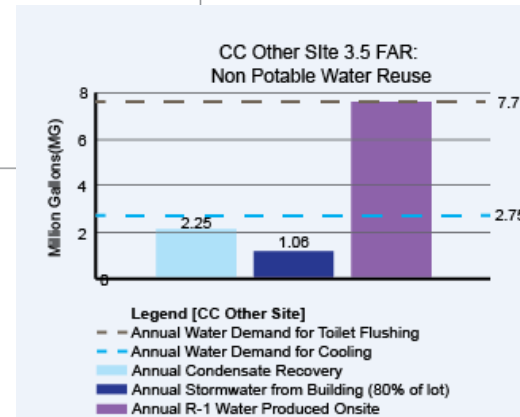 CC Other SIte 3.5 FAR:
Non Potable Water Reuse
Million Gallons(MG)
8
7.7
6
4
2.75
2
2.25
1.06
0
Legend [CC Other Site]
Annual Water Demand for Toilet Flushing
Annual Water Demand for Cooling
Annual Condensate Recovery
Annual Stormwater from Building (80% of lot)
Annual R-1 Water Produced Onsite